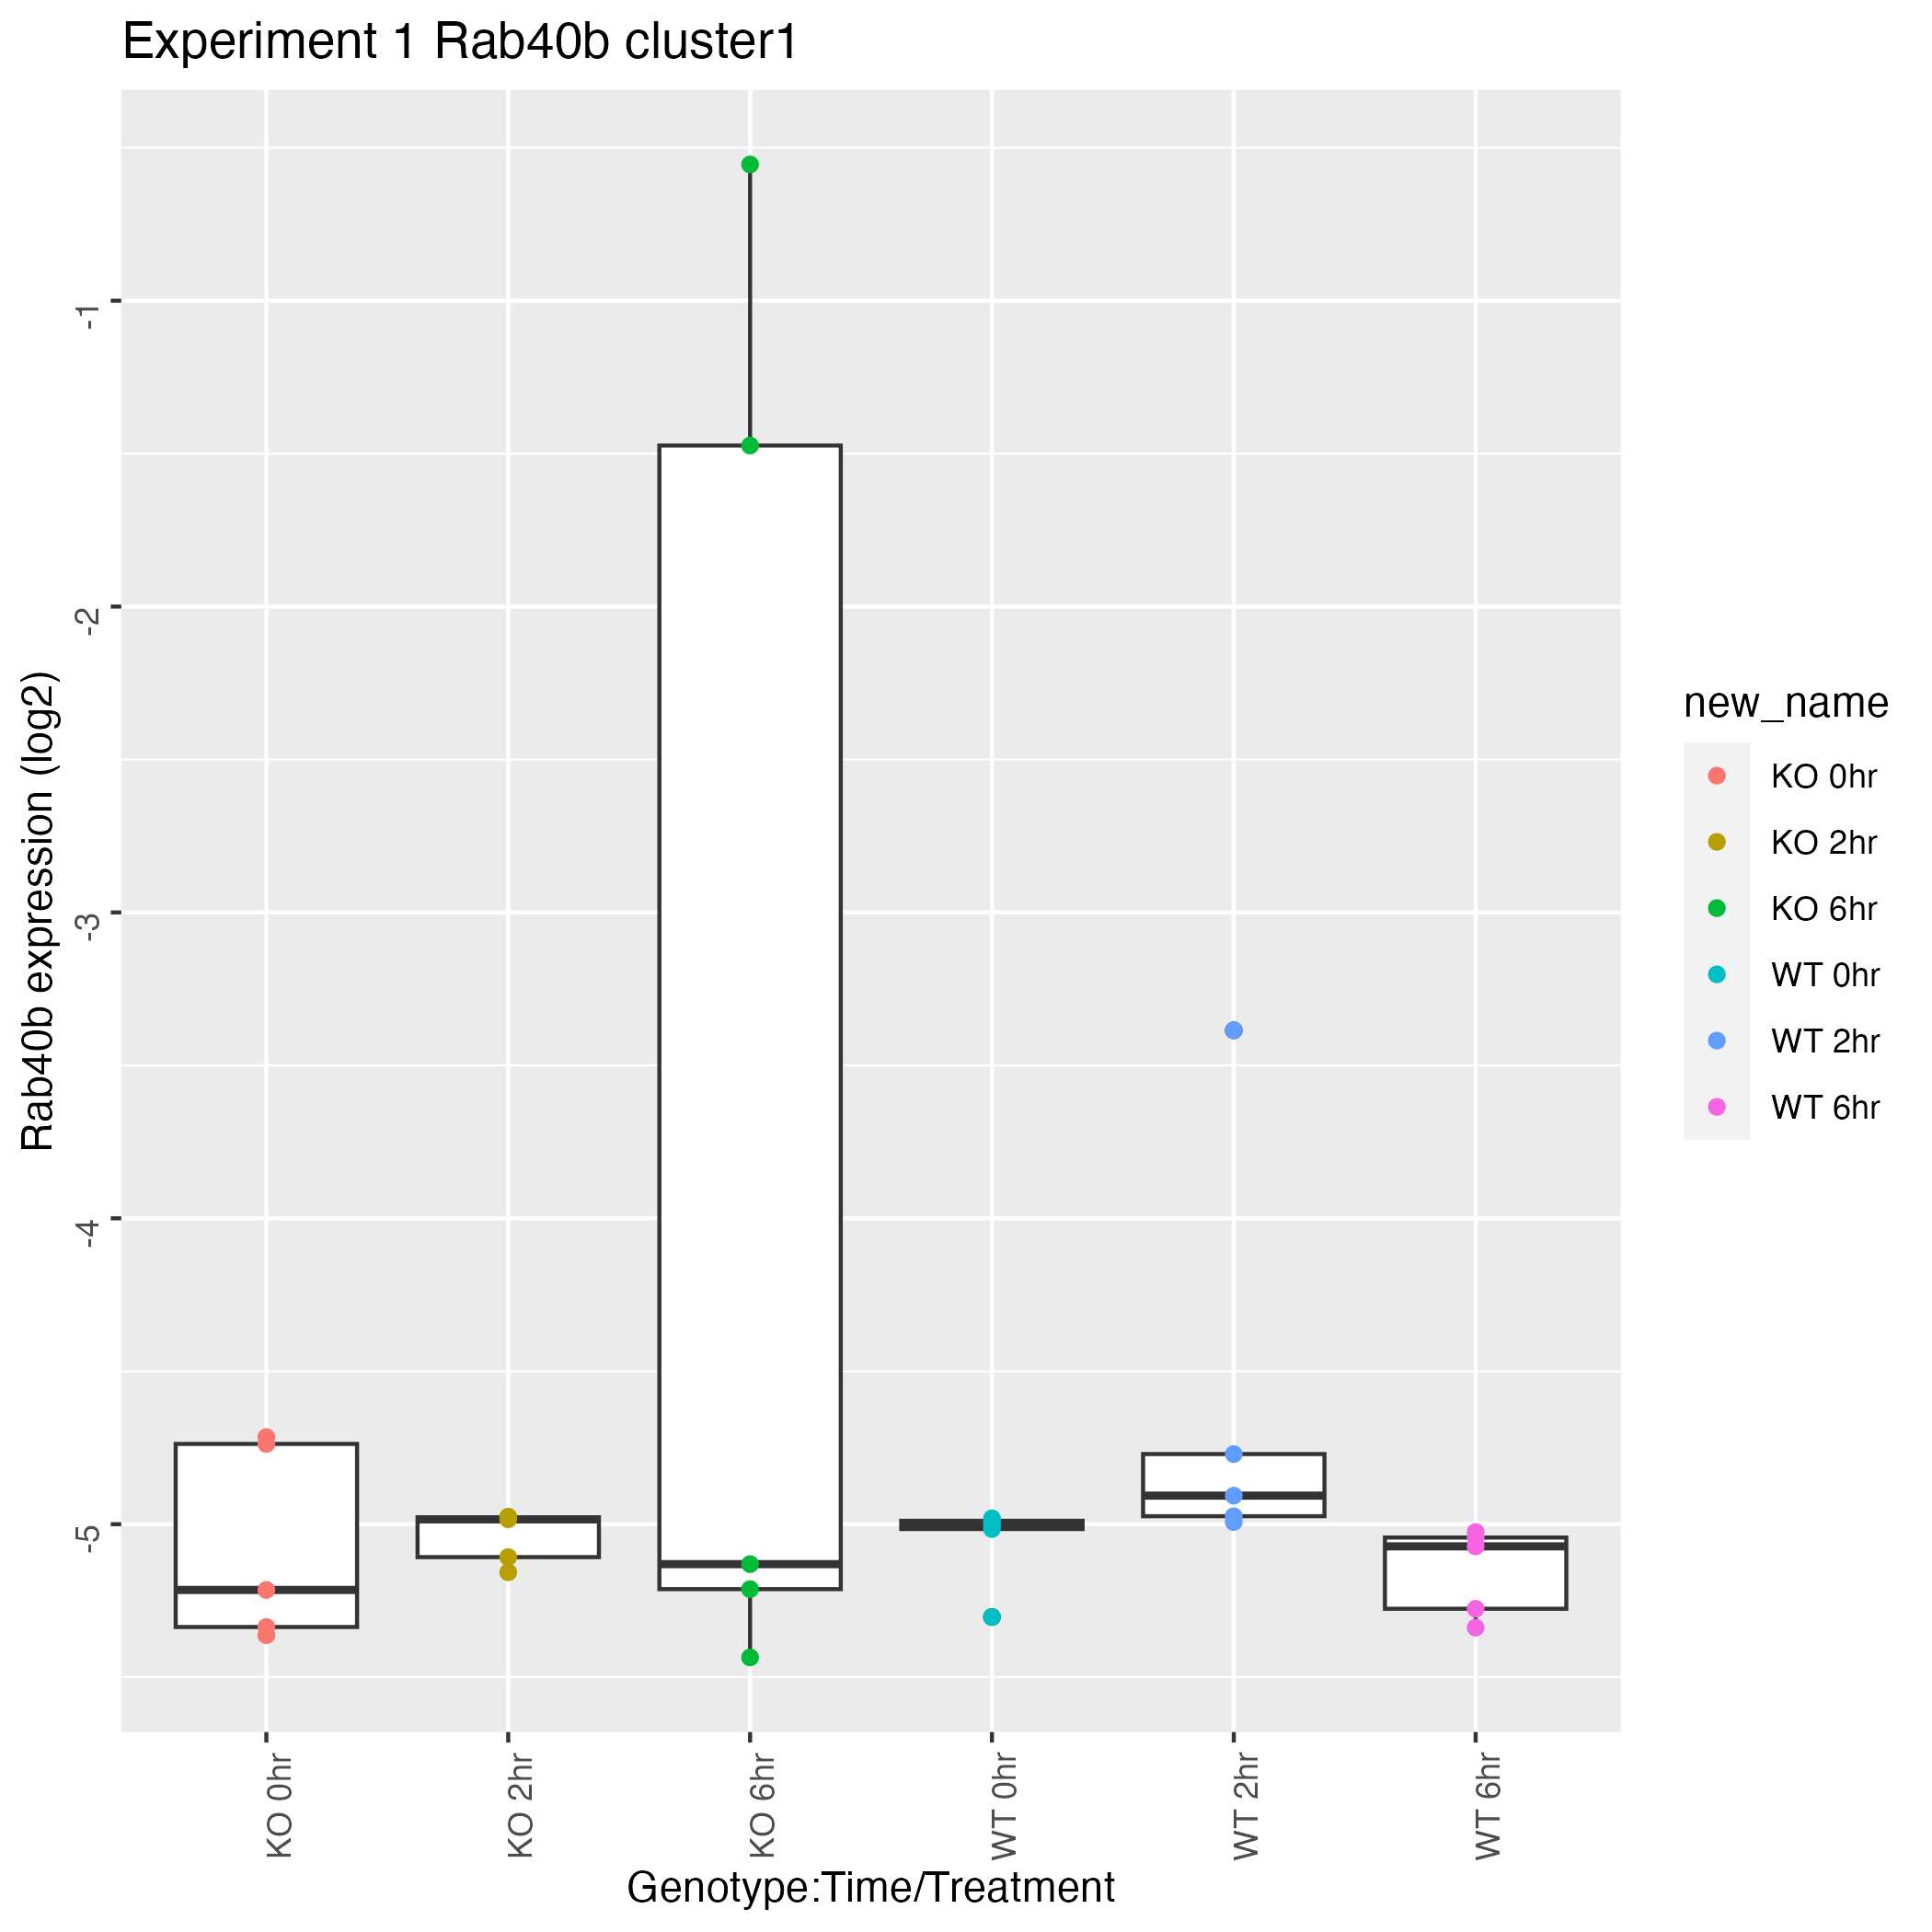 Experiment 1 Rab40b cluster1
Rab40b expression (log2)
-1
-2
-3
-4
-5
KO 0hr
KO 2hr
KO 6hr
WT 0hr
WT 2hr
WT 6hr
Genotype:Time/Treatment
new_name
KO 0hr
KO 2hr
KO 6hr
WT 0hr
WT 2hr
WT 6hr